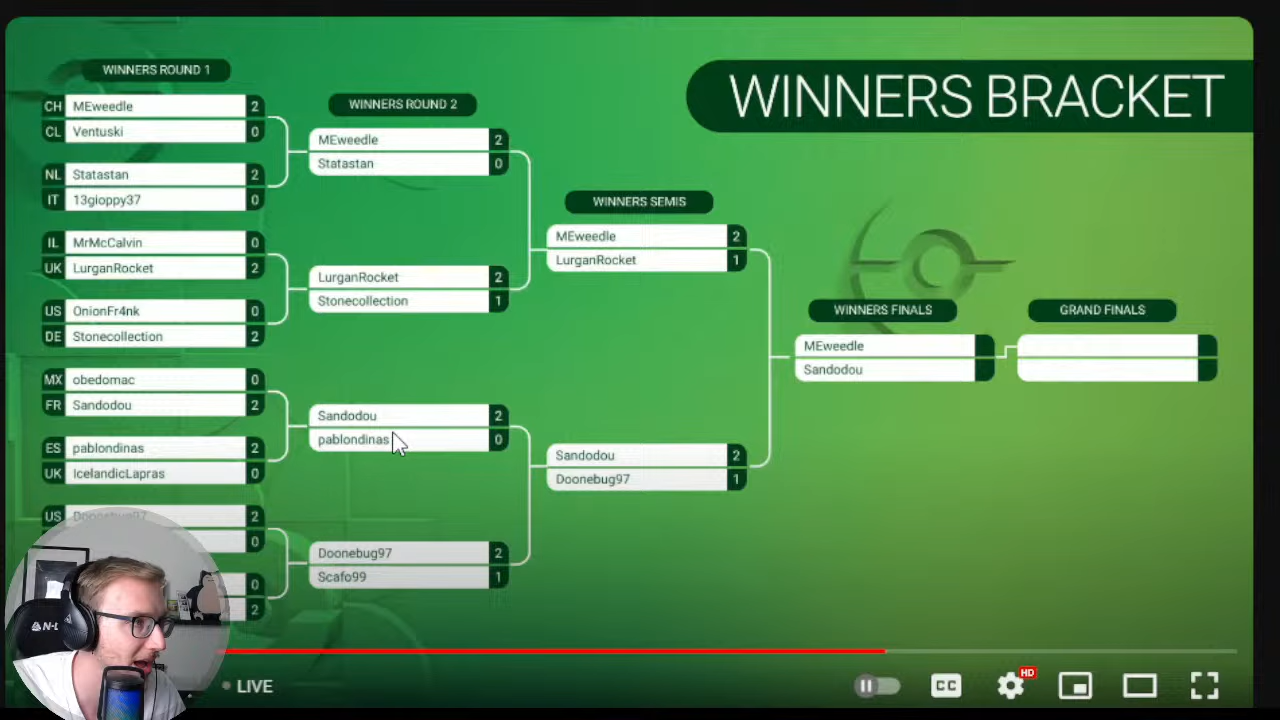 WINNERS BRACKET
WINNERS ROUND 1
CH MEweedle 2
CL Ventuski 0
NL Statastan 2
IT 13gioppy37 0
IL MrMcCalvin 0
UK LurganRocket 2
US OnionFr4nk 0
DE Stonecollection 2
MX obedomac 0
FR Sandodou 2
ES pablondinas 2
UK IcelandicLapras 0
US Doonebug97 2
0
0
2
WINNERS ROUND 2
MEweedle 2
Statastan 0
LurganRocket 2
Stonecollection 1
Sandodou 2
pablondinas 0
Doonebug97 2
Scafo99 1
WINNERS SEMIS
MEweedle 2
LurganRocket 1
Sandodou 2
Doonebug97 1
WINNERS FINALS
MEweedle
Sandodou
GRAND FINALS
LIVE
CC
HD